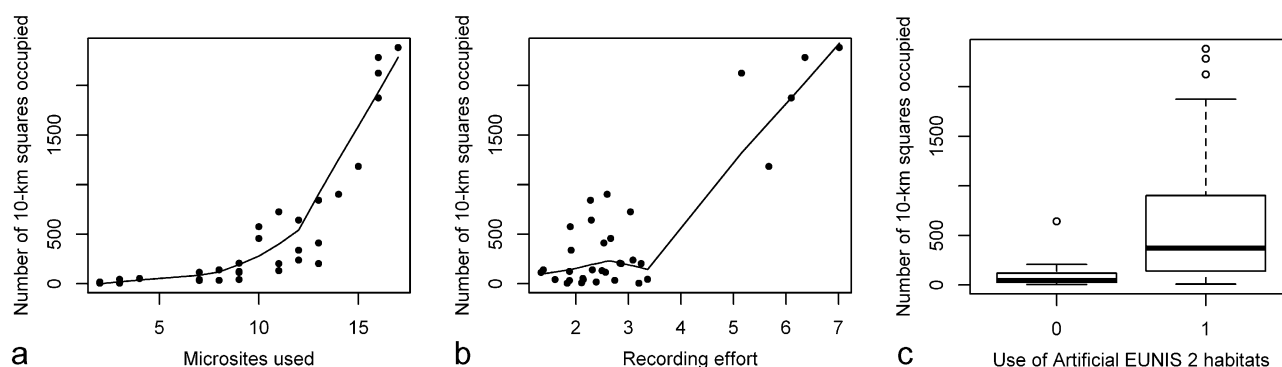 Number of 10-km squares occupied
0
500
1500
5
10
15
a
Microsites used
Number of 10-km squares occupied
0
500
1500
2
3
4
5
6
7
b
Recording effort
Number of 10-km squares occupied
0
500
1500
0
1
c
Use of Artificial EUNIS 2 habitats